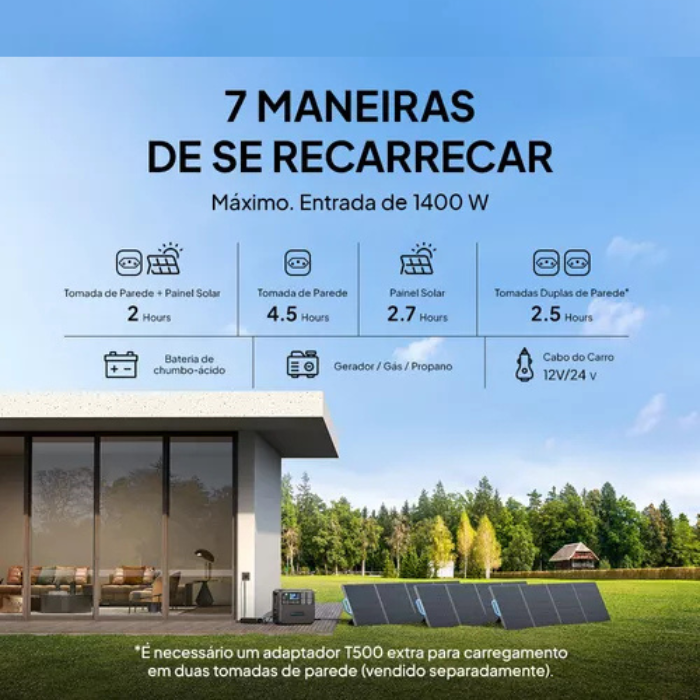 7 MANEIRAS
DE SE RECARRECAR
Máximo. Entrada de 1400 W
Tomada de Parede + Painel Solar
2 Hours
Tomada de Parede
4.5 Hours
Painel Solar
2.7 Hours
Tomadas Duplas de Parede*
2.5 Hours
Bateria de
chumbo-ácido
Gerador / Gás / Propano
Cabo do Carro
12V/24 V
*É necessário um adaptador T500 extra para carregamento
em duas tomadas de parede (vendido separadamente).